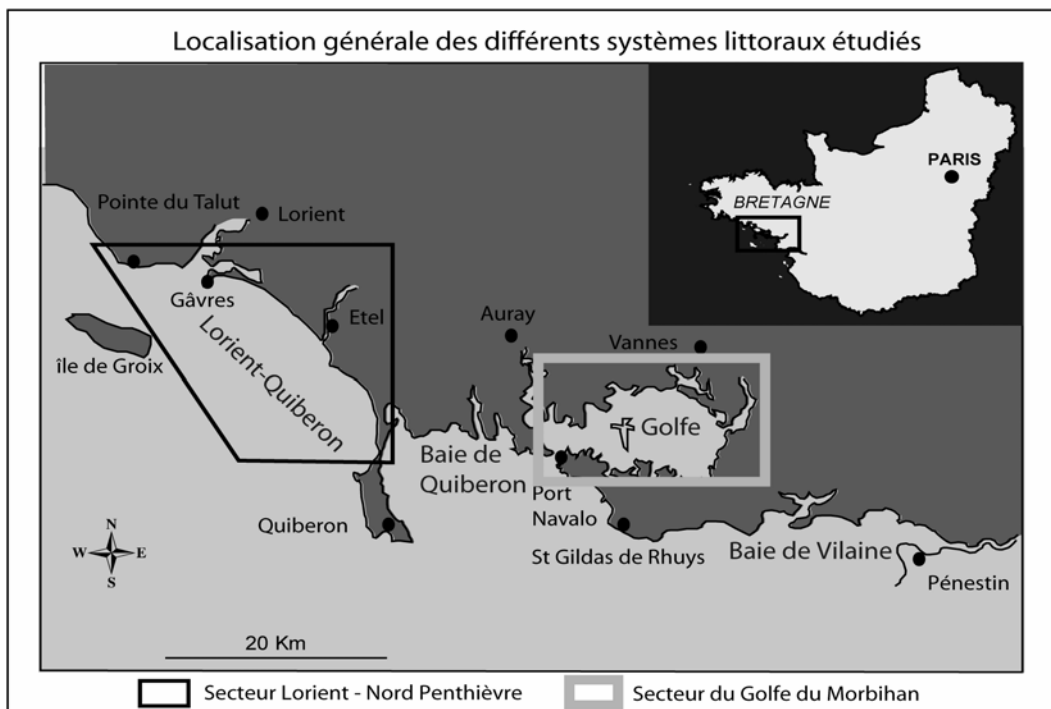 Localisation générale des différents systèmes littoraux étudiés
PARIS
BRETAGNE
Pointe du Talut
Lorient
Gâvres
Lorient-Quiberon
île de Groix
Etel
Auray
Vannes
Golfe
Baie de
Quiberon
Port
Navalo
Quiberon
St Gildas de Rhuys
Baie de Vilaine
Pénestin
N
W
E
S
20 Km
Secteur Lorient - Nord Penthièvre
Secteur du Golfe du Morbihan